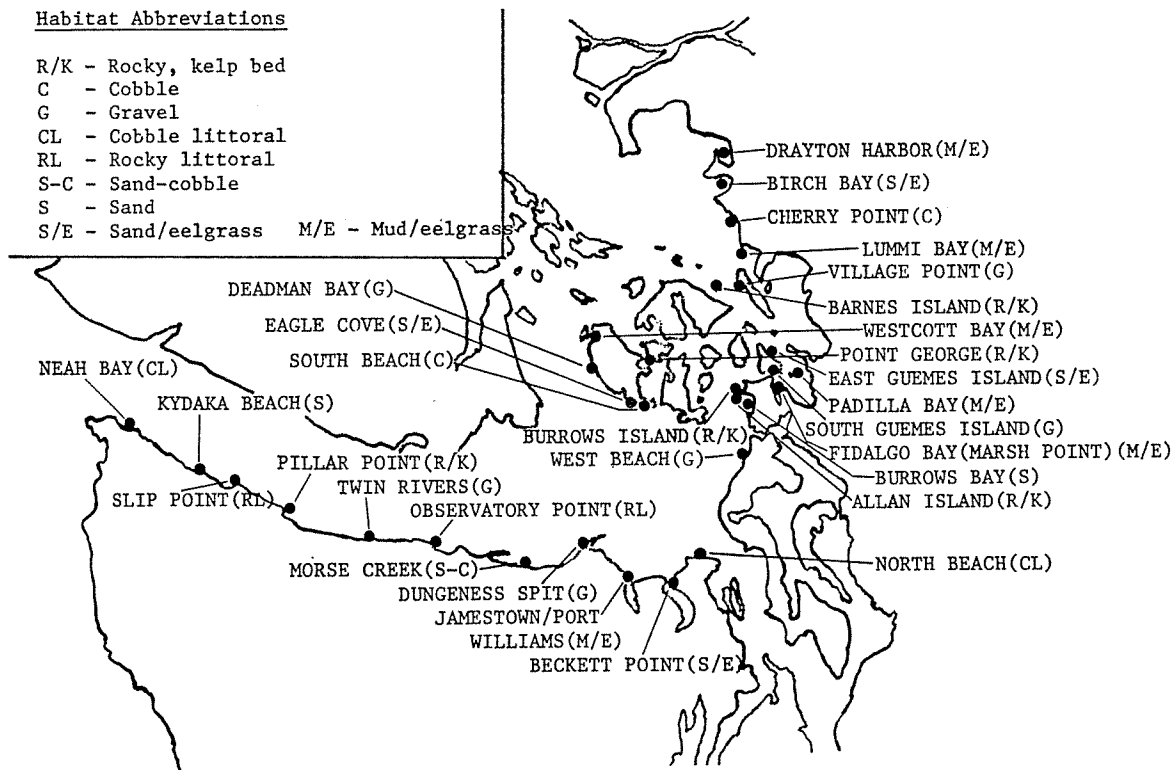 Habitat Abbreviations
R/K - Rocky, kelp bed
C - Cobble
G - Gravel
CL - Cobble littoral
RL - Rocky littoral
S-C - Sand-cobble
S - Sand
S/E - Sand/eelgrass M/E - Mud/eelgrass
DRAYTON HARBOR(M/E)
BIRCH BAY(S/E)
CHERRY POINT(C)
LUMMI BAY(M/E)
VILLAGE POINT(G)
BARNES ISLAND(R/K)
WESTCOTT BAY(M/E)
POINT GEORGE(R/K)
EAST GUEMES ISLAND(S/E)
PADILLA BAY(M/E)
SOUTH GUEMES ISLAND(G)
FIDALGO BAY(MARSH POINT)(M/E)
BURROWS BAY(S)
ALLAN ISLAND(R/K)
NORTH BEACH(CL)
DEADMAN BAY(G)
EAGLE COVE(S/E)
SOUTH BEACH(C)
BURROWS ISLAND(R/K)
WEST BEACH(G)
NEAH BAY(CL)
KYDAKA BEACH(S)
SLIP POINT(RL)
PILLAR POINT(R/K)
TWIN RIVERS(G)
OBSERVATORY POINT(RL)
MORSE CREEK(S-C)
DUNGENESS SPIT(G)
JAMESTOWN/PORT
WILLIAMS(M/E)
BECKETT POINT(S/E)